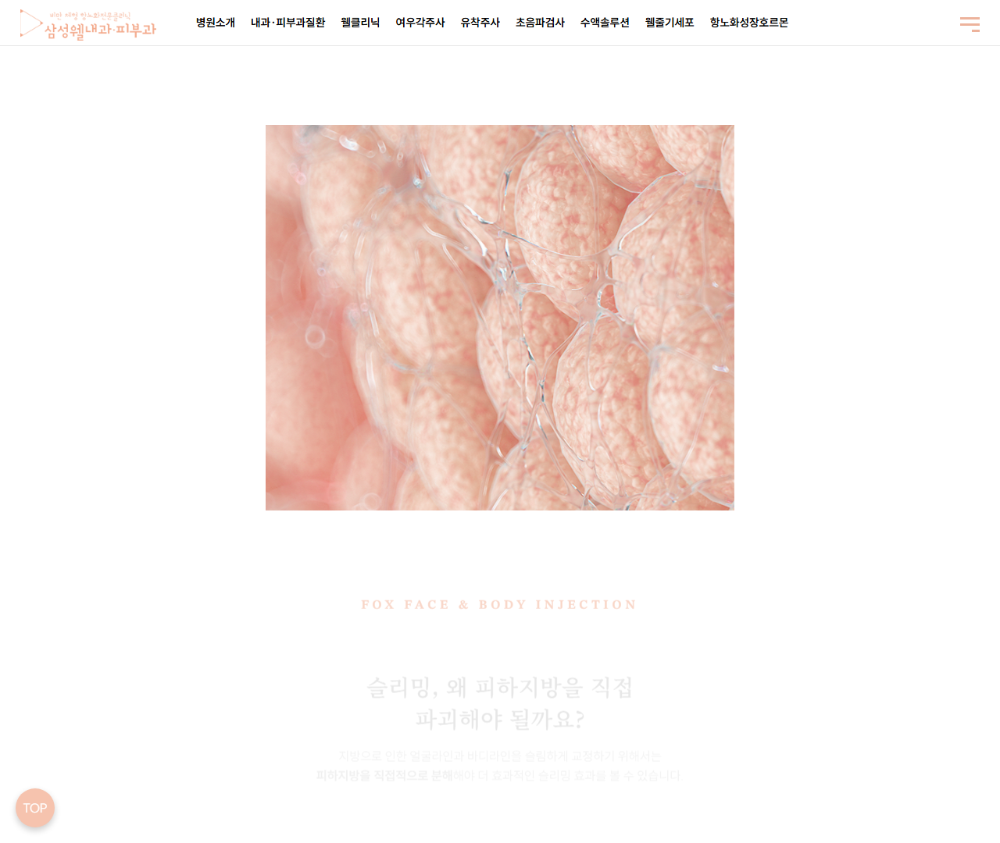 비만 체형 항노화전문클리닉
삼성웰내과·피부과
병원소개 내과·피부과질환 웰클리닉 여우각주사 유착주사 초음파검사 수액솔루션 웰줄기세포 항노화성장호르몬
FOX FACE & BODY INJECTION
슬리밍, 왜 피하지방을 직접
파괴해야 될까요?
지방으로 인한 얼굴라인과 바디라인을 슬림하게 교정하기 위해서는
피하지방을 직접적으로 분해해야 더 효과적인 슬리밍 효과를 볼 수 있습니다.
TOP